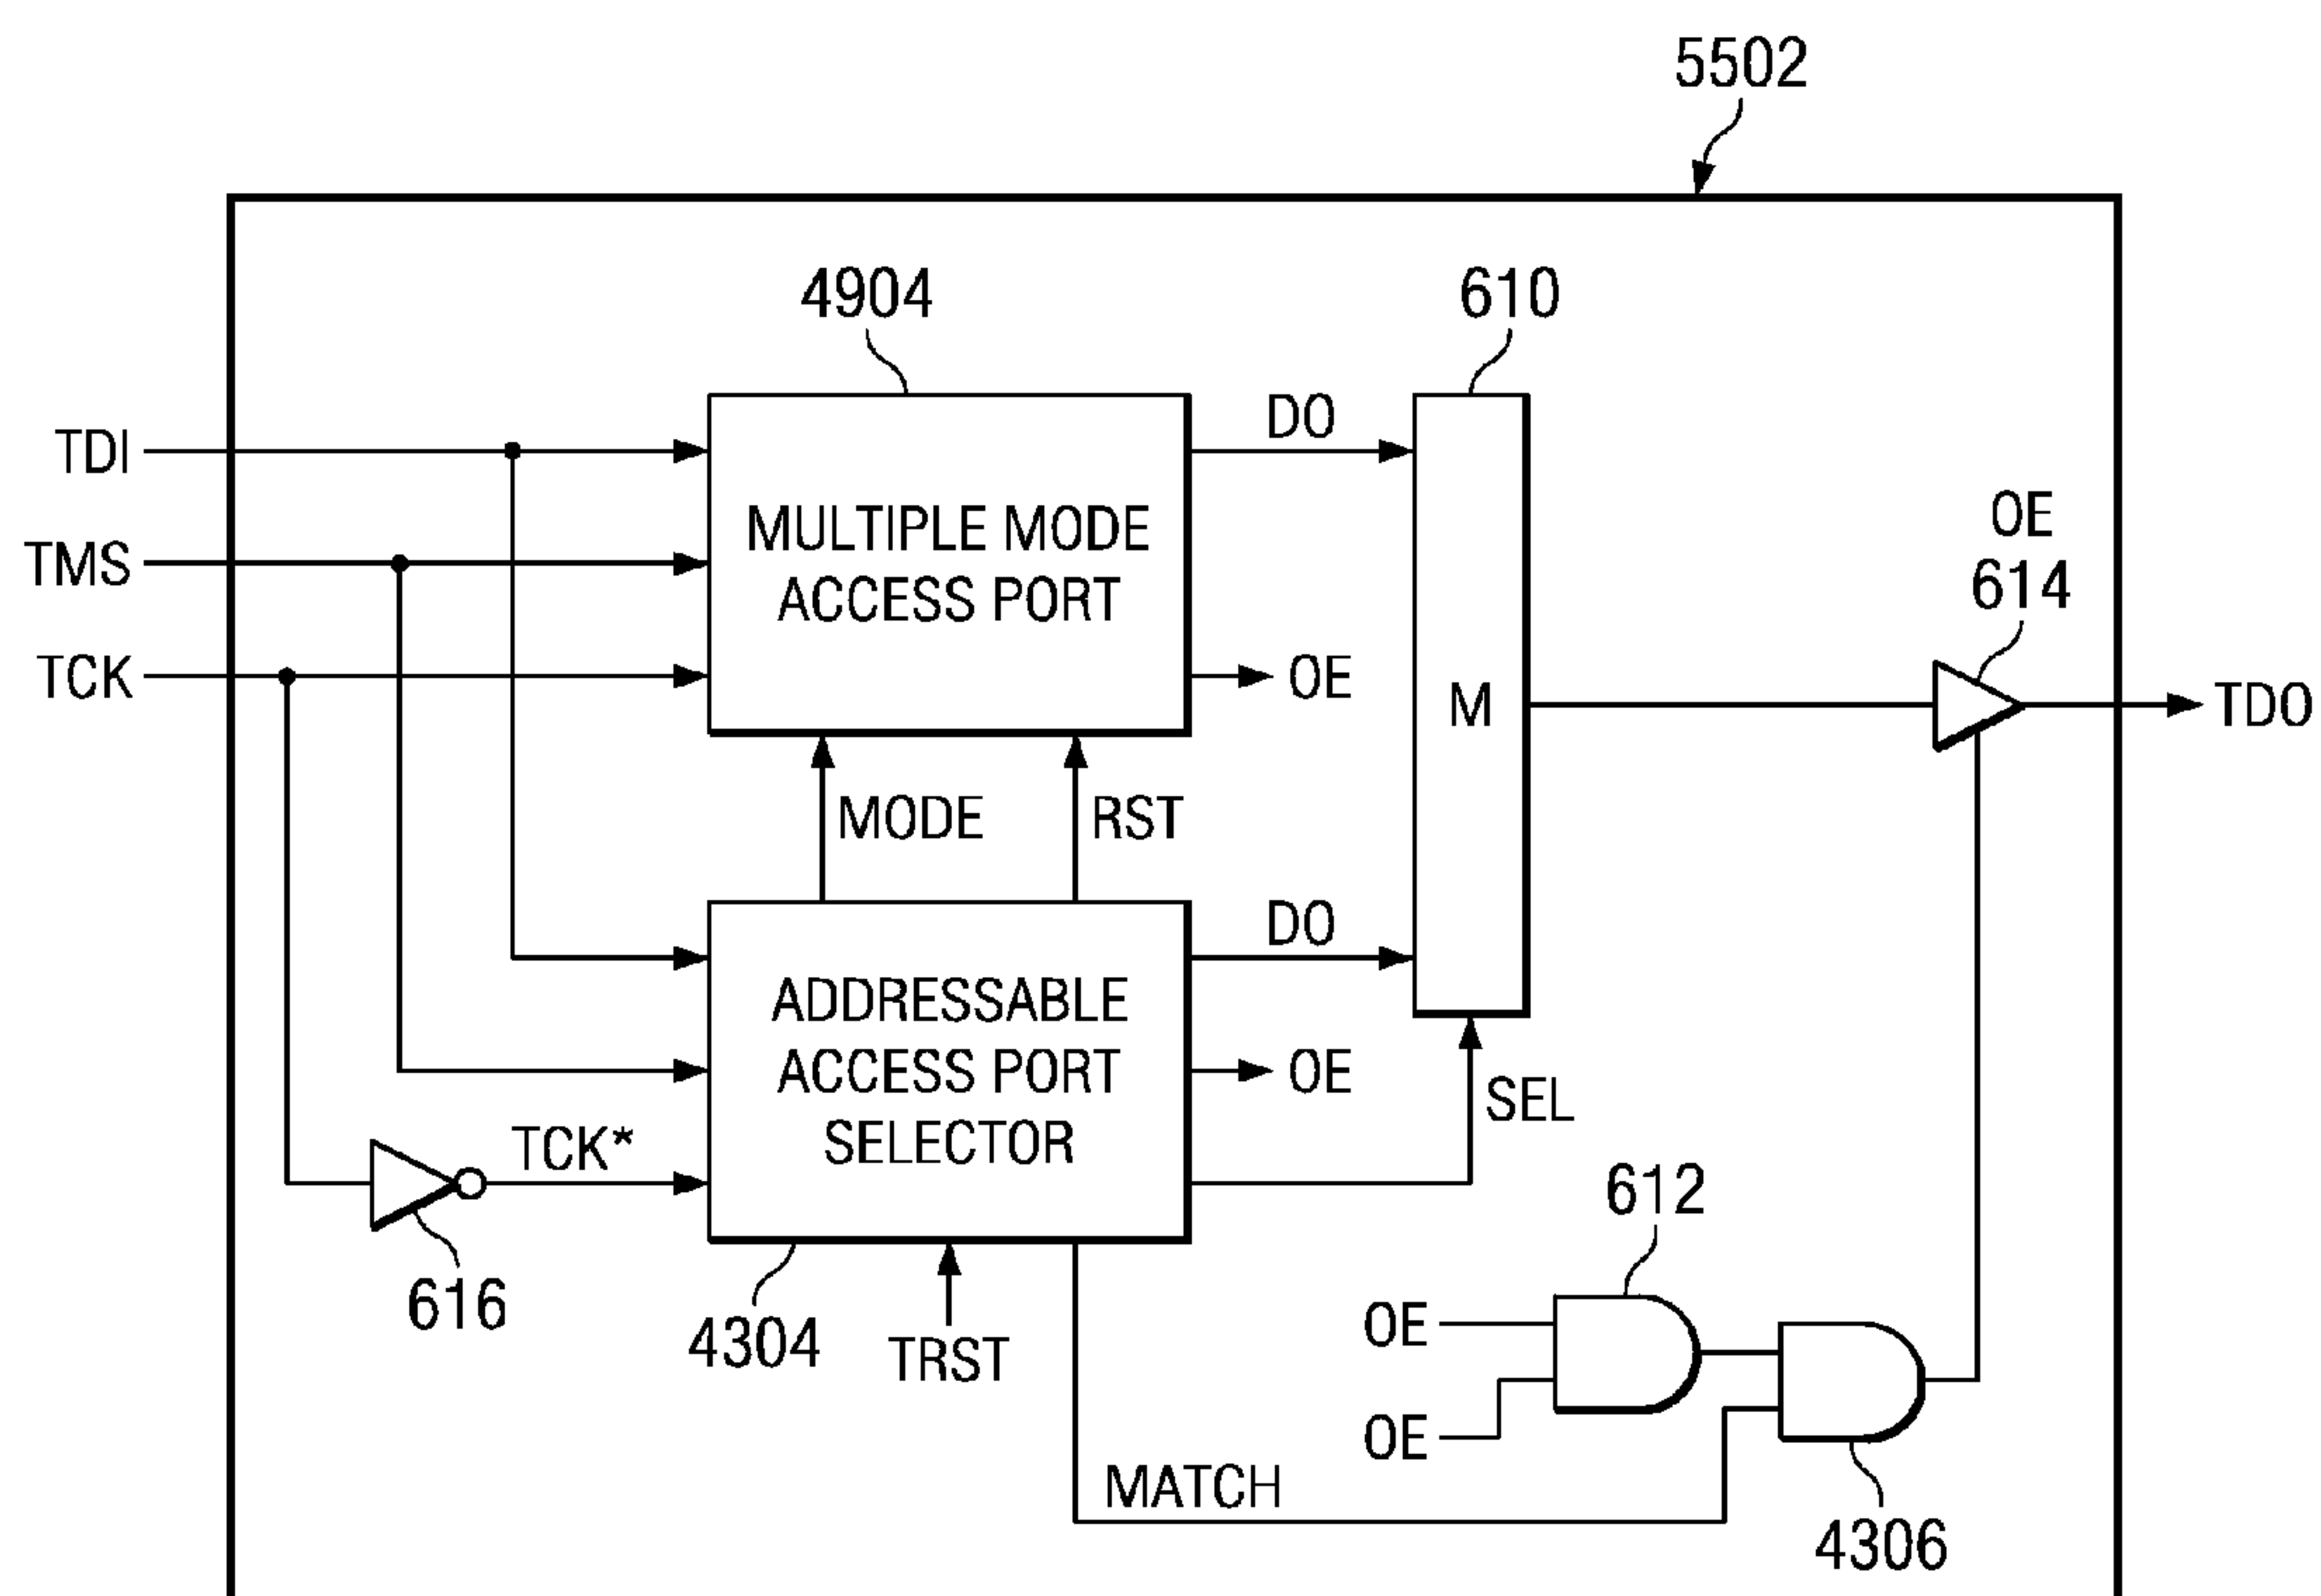 5502
4904
610
TDI
DO
MULTIPLE MODE
ACCESS PORT
OE
614
TMS
TCK
OE
M
TDO
MODE
RST
DO
ADDRESSABLE
ACCESS PORT
SELECTOR
OE
SEL
TCK*
616
612
4304
TRST
OE
OE
MATCH
4306